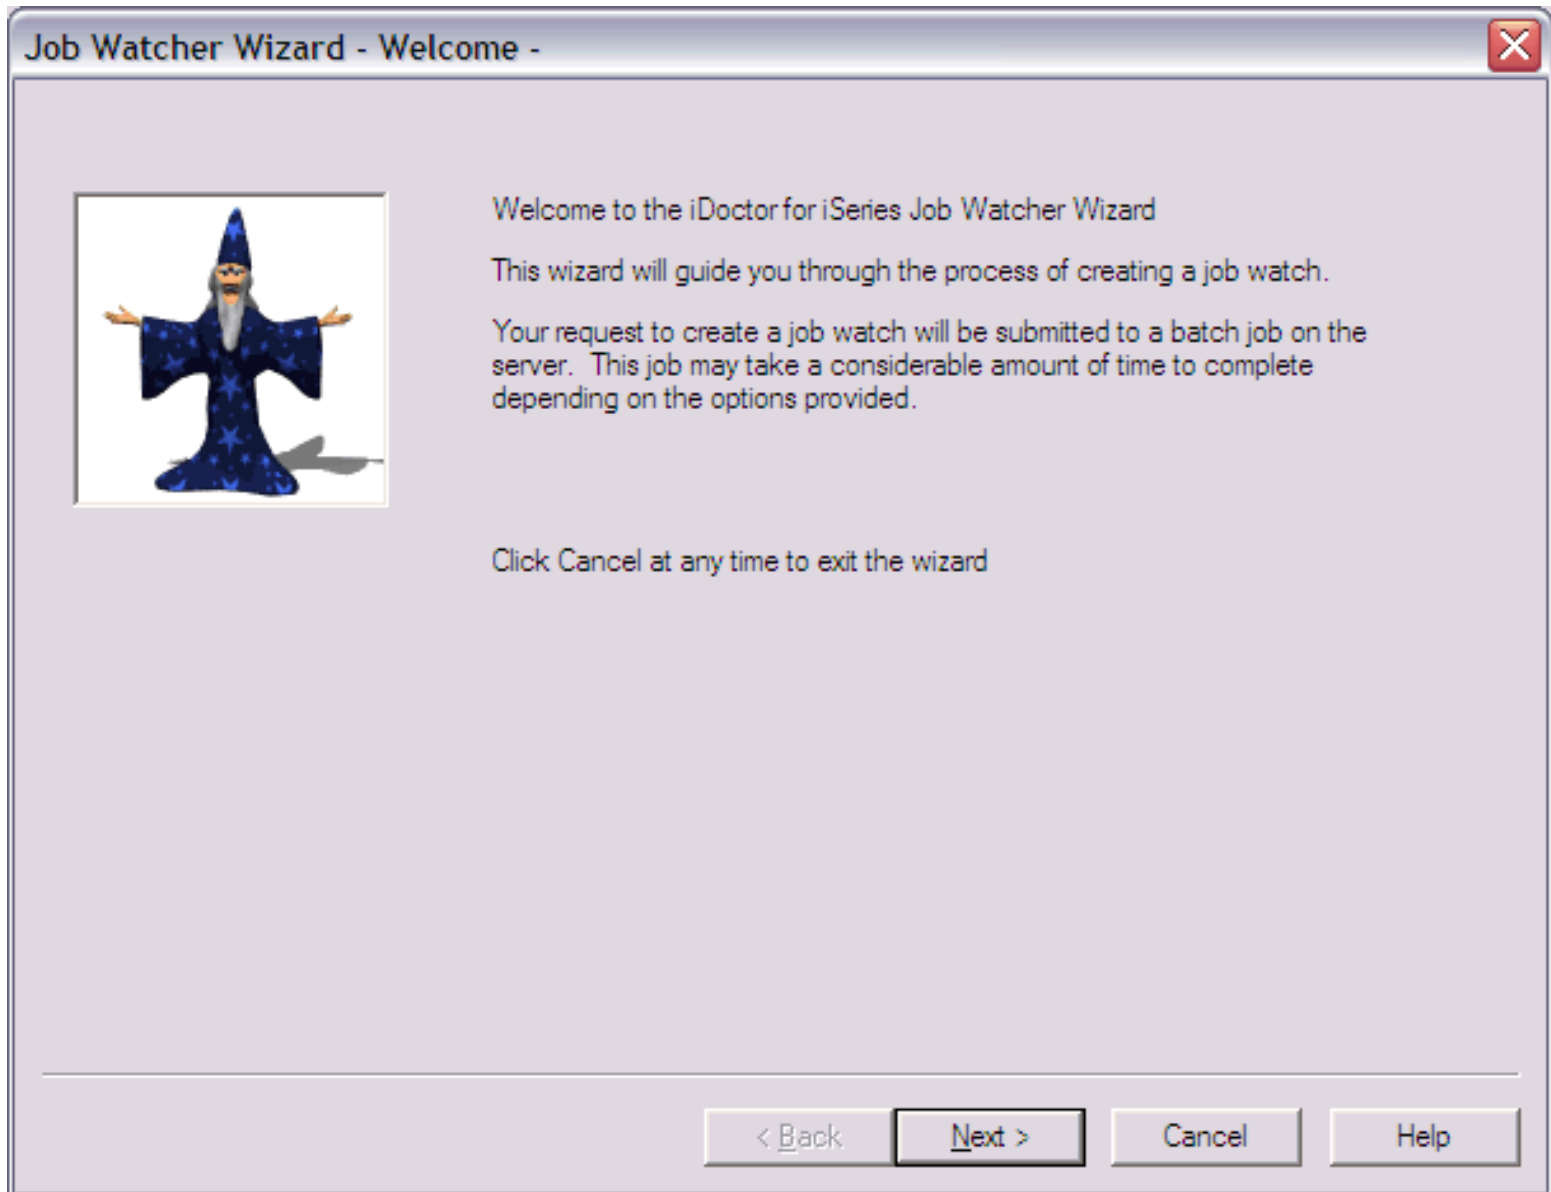 Job Watcher Wizard - Welcome -
Welcome to the iDoctor for iSeries Job Watcher Wizard
This wizard will guide you through the process of creating a job watch.
Your request to create a job watch will be submitted to a batch job on the
server.  This job may take a considerable amount of time to complete
depending on the options provided.
Click Cancel at any time to exit the wizard
< Back
Next >
Cancel
Help